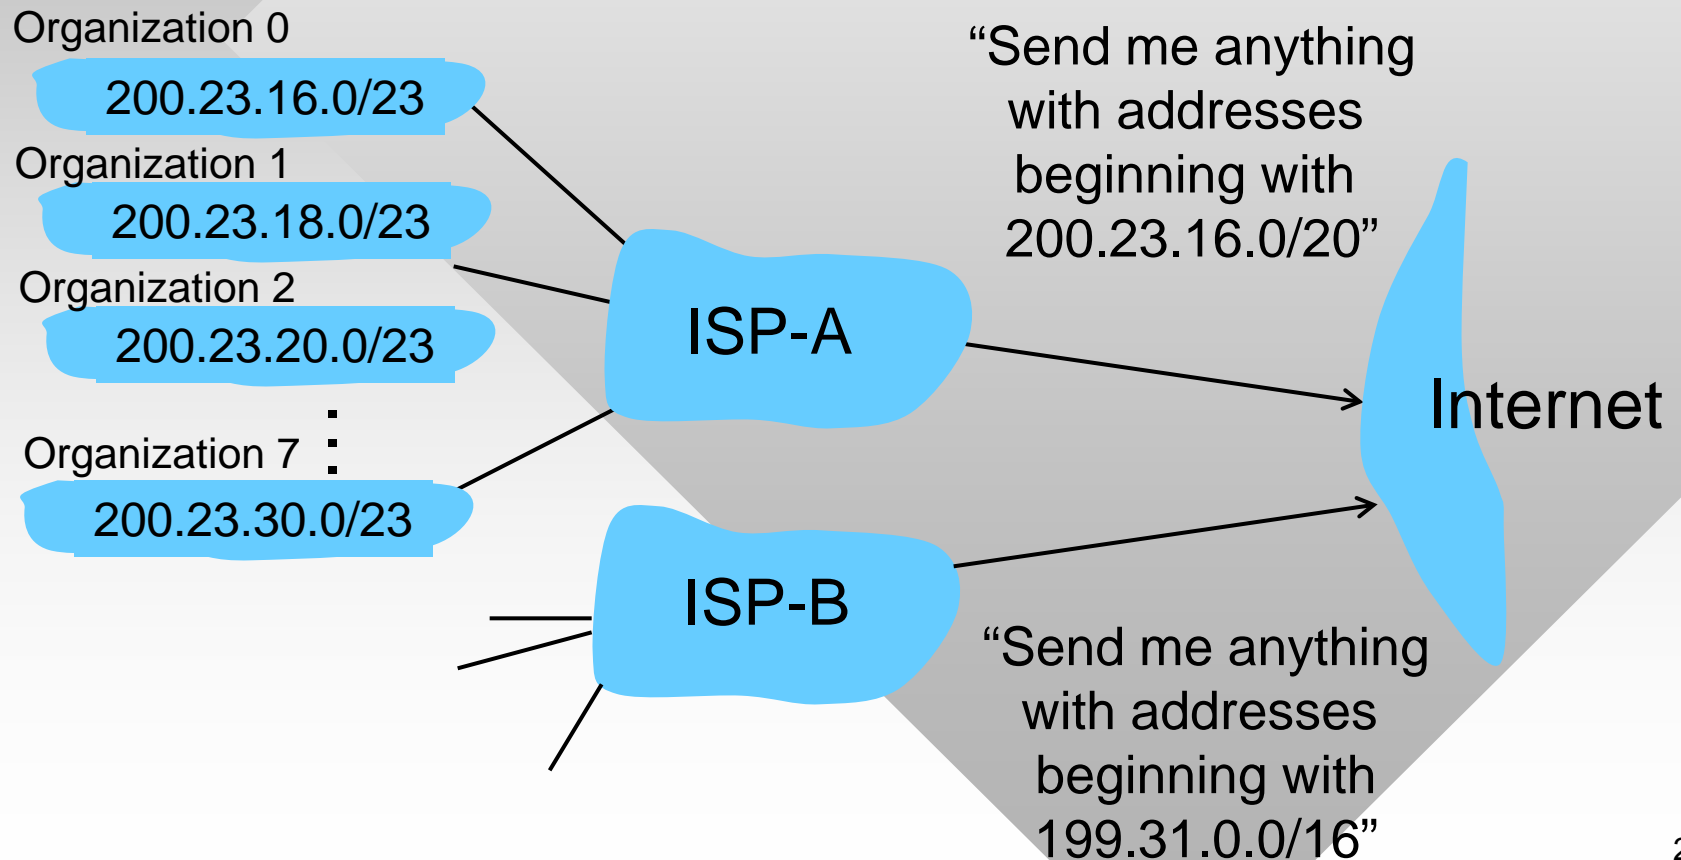 Organization 0
200.23.16.0/23
Organization 1
200.23.18.0/23
Organization 2
200.23.20.0/23
Organization 7
200.23.30.0/23
ISP-A
ISP-B
“Send me anything
with addresses
beginning with
200.23.16.0/20”
Internet
“Send me anything
with addresses
beginning with
199.31.0.0/16”
2